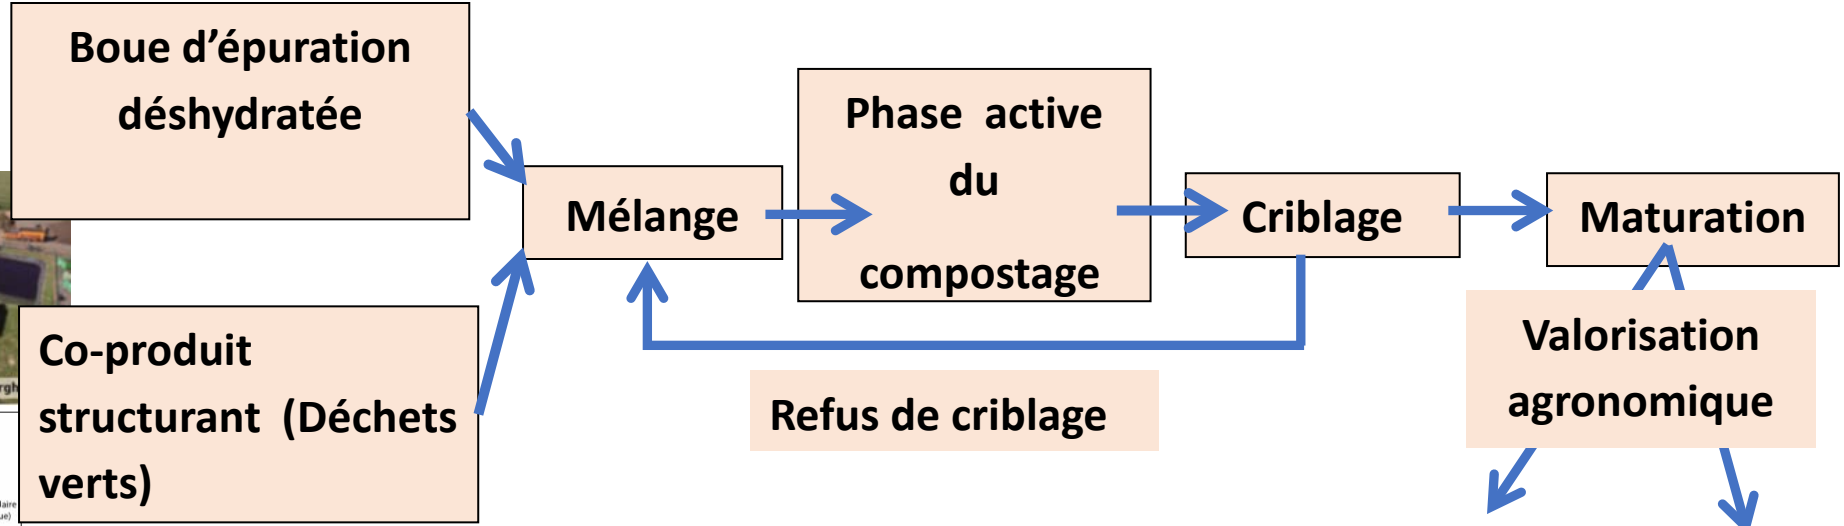 Boue d’épuration
déshydratée
Co-produit
structurant (Déchets
verts)
Mélange
Phase active
du
compostage
Criblage
Maturation
Refus de criblage
Valorisation
agronomique